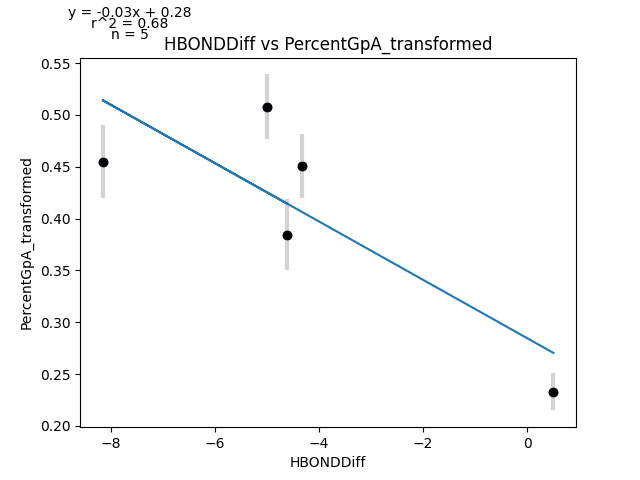 y = -0.03x + 0.28
r^2 = 0.68
n = 5
HBONDDiff vs PercentGpA_transformed
0.55
0.50
0.45
0.40
0.35
0.30
0.25
0.20
PercentGpA_transformed
−8
−6
−4
−2
0
HBONDDiff